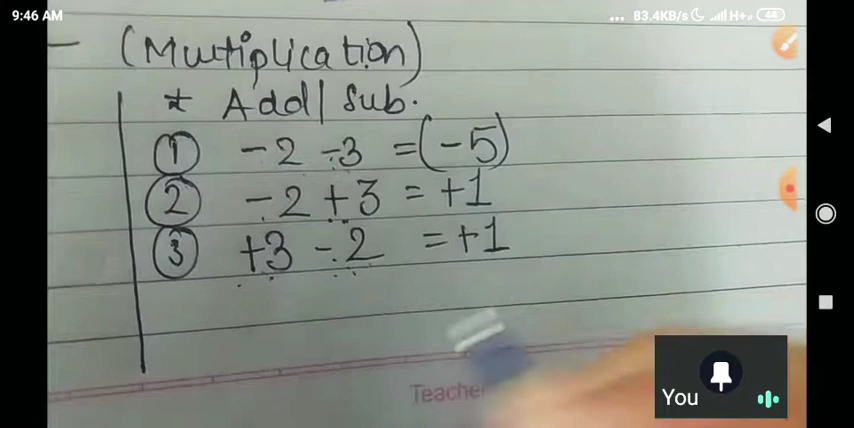 9:46 AM
... 83.4KB/s H+ 48
(Multiplication)
* Add/Sub.
① -2 -3 = (-5)
② -2 +3 = +1
③ +3 -2 = +1
Teacher
You